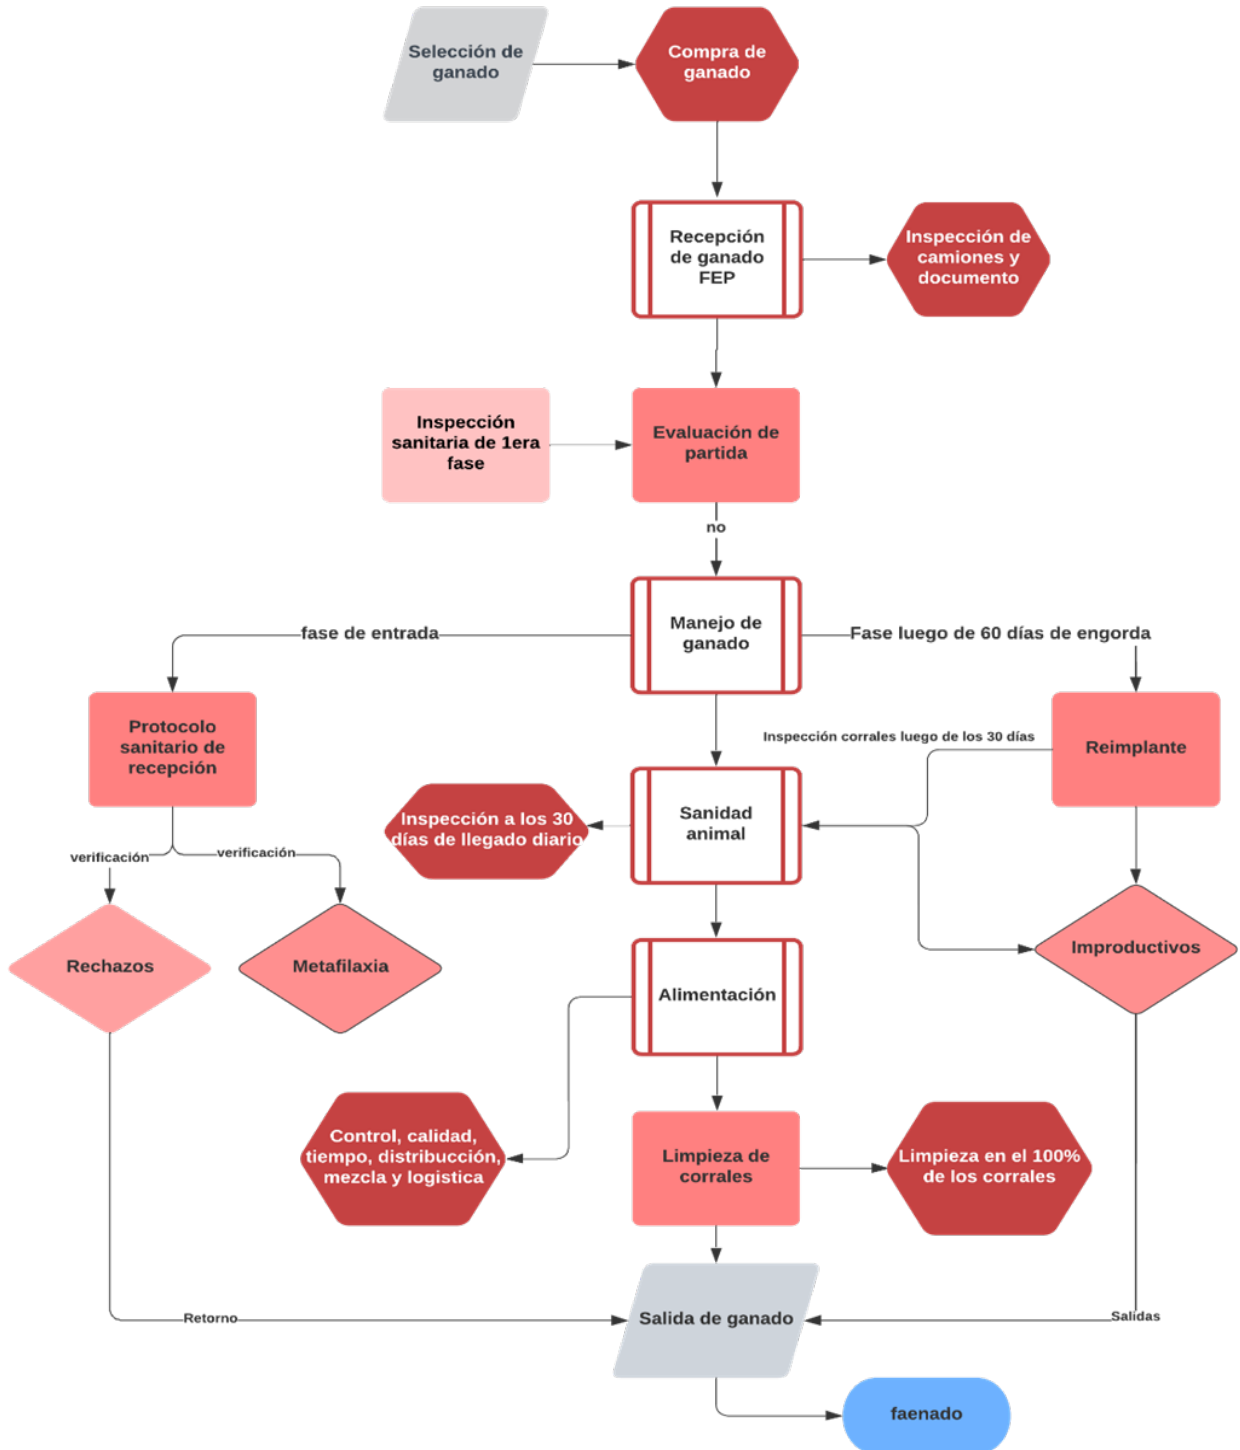 Selección de
ganado
Compra de
ganado
Recepción
de ganado
FEP
Inspección de
camiones y
documento
Inspección
sanitaria de 1era
fase
Evaluación de
partida
no
Manejo de
ganado
fase de entrada
Fase luego de 60 días de engorda
Protocolo
sanitario de
recepción
Inspección corrales luego de los 30 días
Reimplante
Inspección a los 30
días de llegado diario
Sanidad
animal
verificación
verificación
Rechazos
Metafilaxia
Improductivos
Alimentación
Control, calidad,
tiempo, distribucción,
mezcla y logistica
Limpieza de
corrales
Limpieza en el 100%
de los corrales
Retorno
Salida de ganado
Salidas
faenado